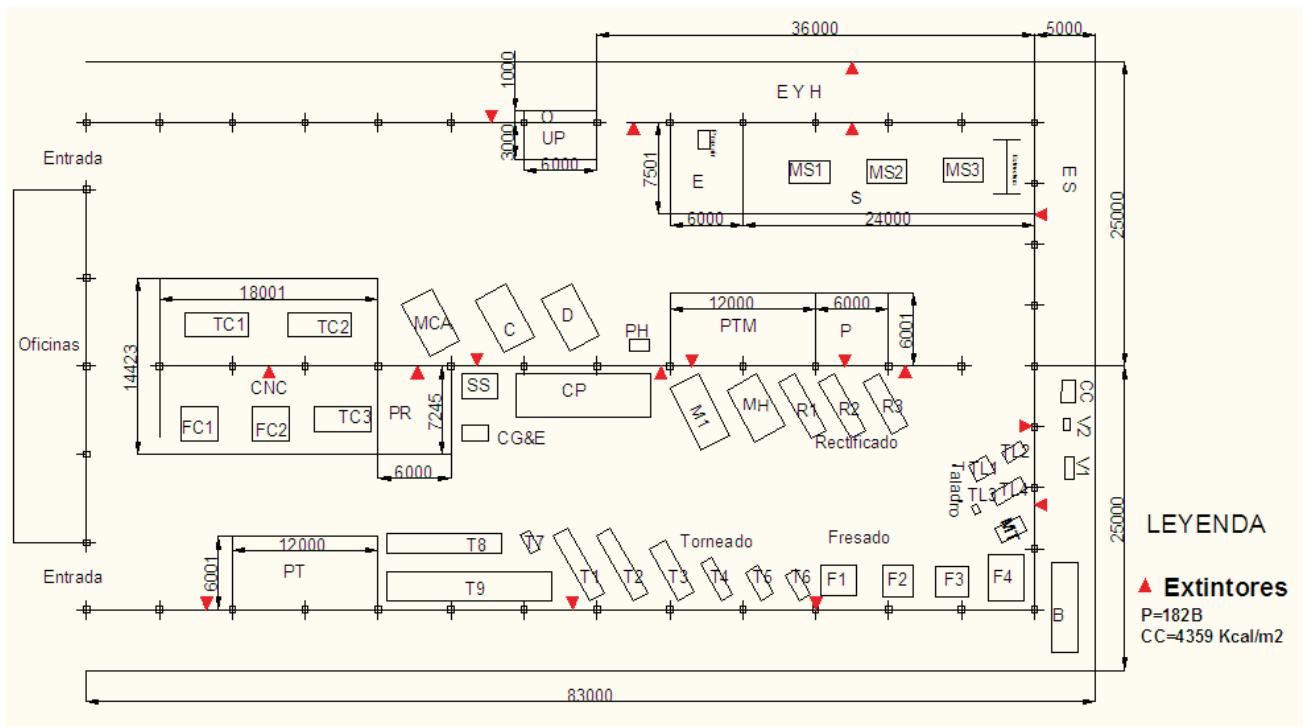 36000
5000
1000
E Y H
O
UP
3000
6000
Entrada
7501
E
MS1
MS2
MS3
S
E S
6000
24000
25000
18001
12000
6000
TC1
TC2
MCA
C
D
PH
PTM
P
6001
Oficinas
14423
CNC
SS
CP
CC
PR
7245
FC1
FC2
TC3
M1
MH
R1
R2
R3
V2
CG&E
Rectificado
6000
TL1
TL2
V1
Taladro
TL3
TL4
25000
MT
LEYENDA
12000
T8
T7
Torneado
Fresado
Entrada
6001
PT
T1
T2
T3
T4
T5
T6
F1
F2
F3
F4
T9
B
Extintores
P=182B
CC=4359 Kcal/m2
83000